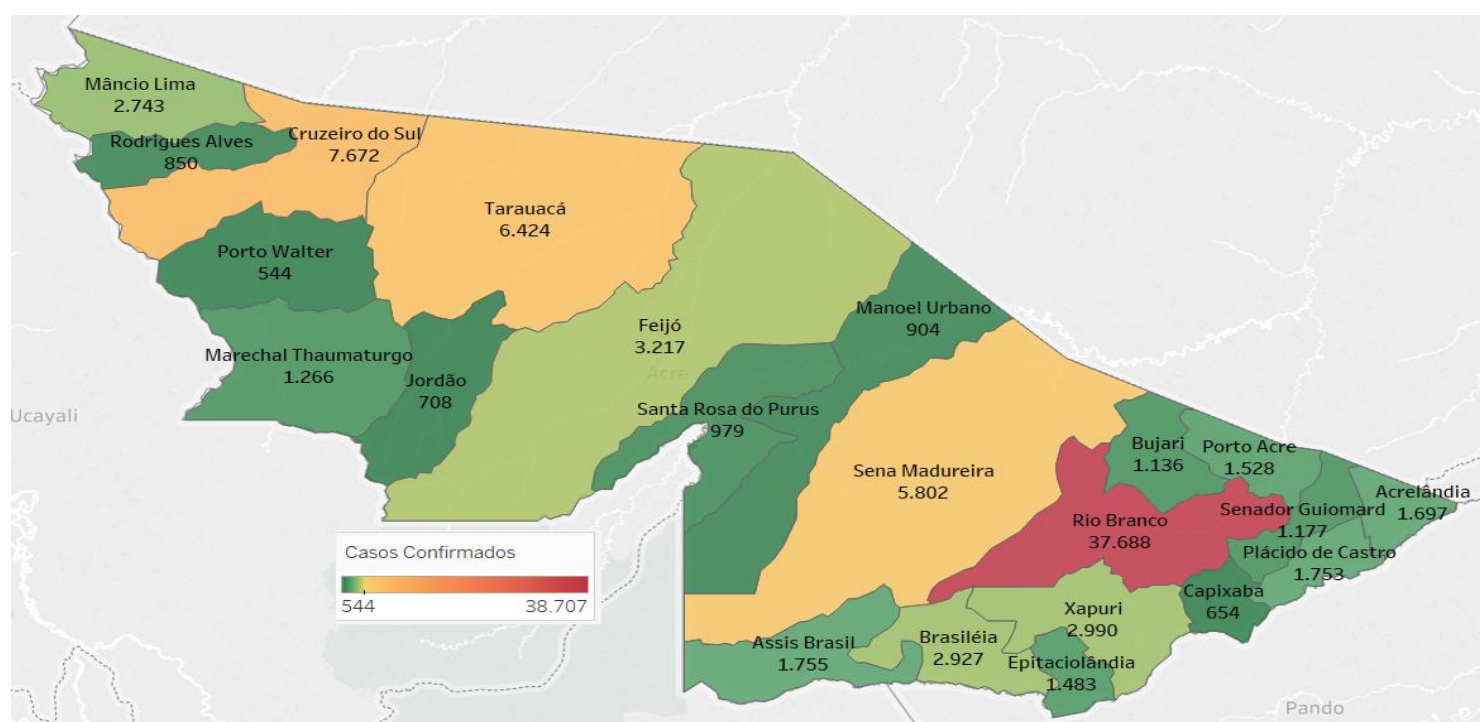 Mâncio Lima
2.743
Rodrigues Alves
850
Cruzeiro do Sul
7.672
Tarauacá
6.424
Porto Walter
544
Marechal Thaumaturgo
1.266
Jordão
708
Feijó
3.217
Acre
Manoel Urbano
904
Santa Rosa do Purus
979
Ucayali
Sena Madureira
5.802
Bujari
1.136
Porto Acre
1.528
Acrelândia
1.697
Senador Guiomard
1.177
Rio Branco
37.688
Plácido de Castro
1.753
Capixaba
654
Xapuri
2.990
Brasiléia
2.927
Assis Brasil
1.755
Epitaciolândia
1.483
Pando
Casos Confirmados
544 38.707